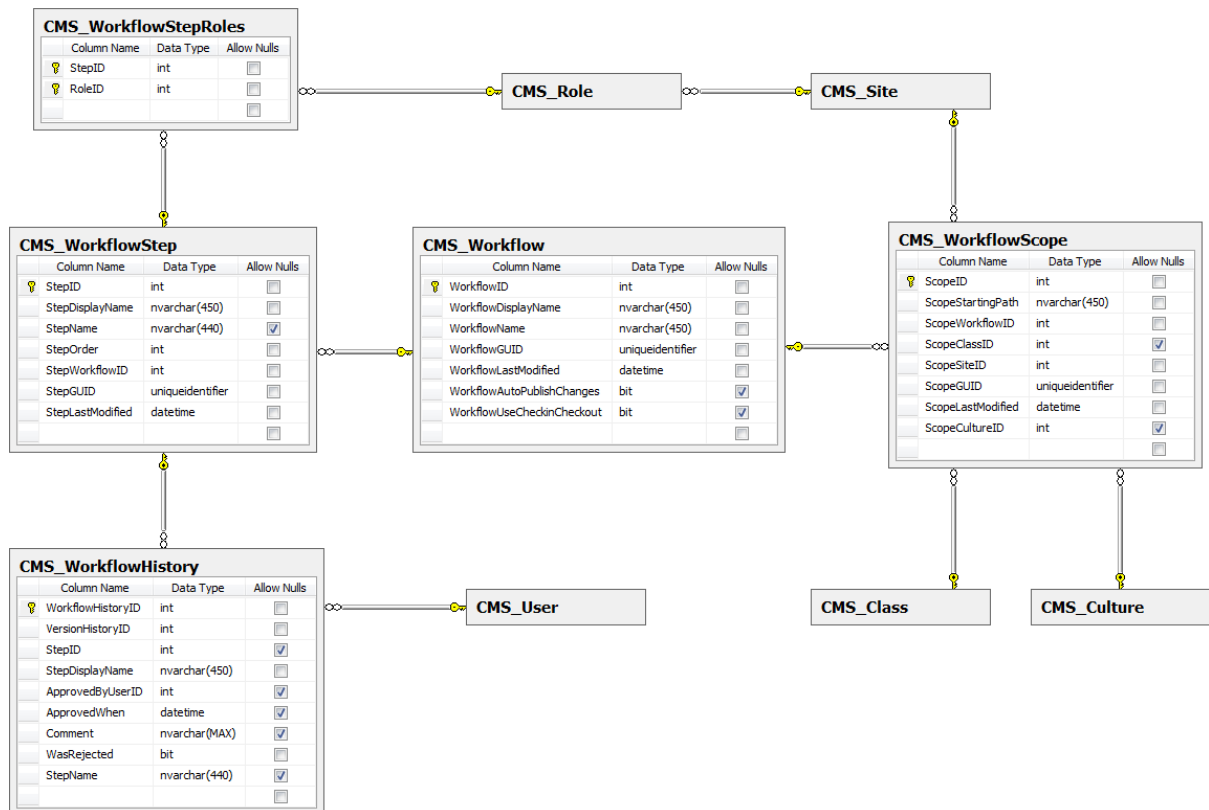 CMS_WorkflowStepRoles
Column Name Data Type Allow Nulls
StepID int
RoleID int
CMS_Role
CMS_Site
CMS_WorkflowStep
Column Name Data Type Allow Nulls
StepID int
StepDisplayName nvarchar(450)
StepName nvarchar(440)
StepOrder int
StepWorkflowID int
StepGUID uniqueidentifier
StepLastModified datetime
CMS_Workflow
Column Name Data Type Allow Nulls
WorkflowID int
WorkflowDisplayName nvarchar(450)
WorkflowName nvarchar(450)
WorkflowGUID uniqueidentifier
WorkflowLastModified datetime
WorkflowAutoPublishChanges bit
WorkflowUseCheckinCheckout bit
CMS_WorkflowScope
Column Name Data Type Allow Nulls
ScopeID int
ScopeStartingPath nvarchar(450)
ScopeWorkflowID int
ScopeClassID int
ScopeSiteID int
ScopeGUID uniqueidentifier
ScopeLastModified datetime
ScopeCultureID int
CMS_WorkflowHistory
Column Name Data Type Allow Nulls
WorkflowHistoryID int
VersionHistoryID int
StepID int
StepDisplayName nvarchar(450)
ApprovedByUserID int
ApprovedWhen datetime
Comment nvarchar(MAX)
WasRejected bit
StepName nvarchar(440)
CMS_User
CMS_Class
CMS_Culture